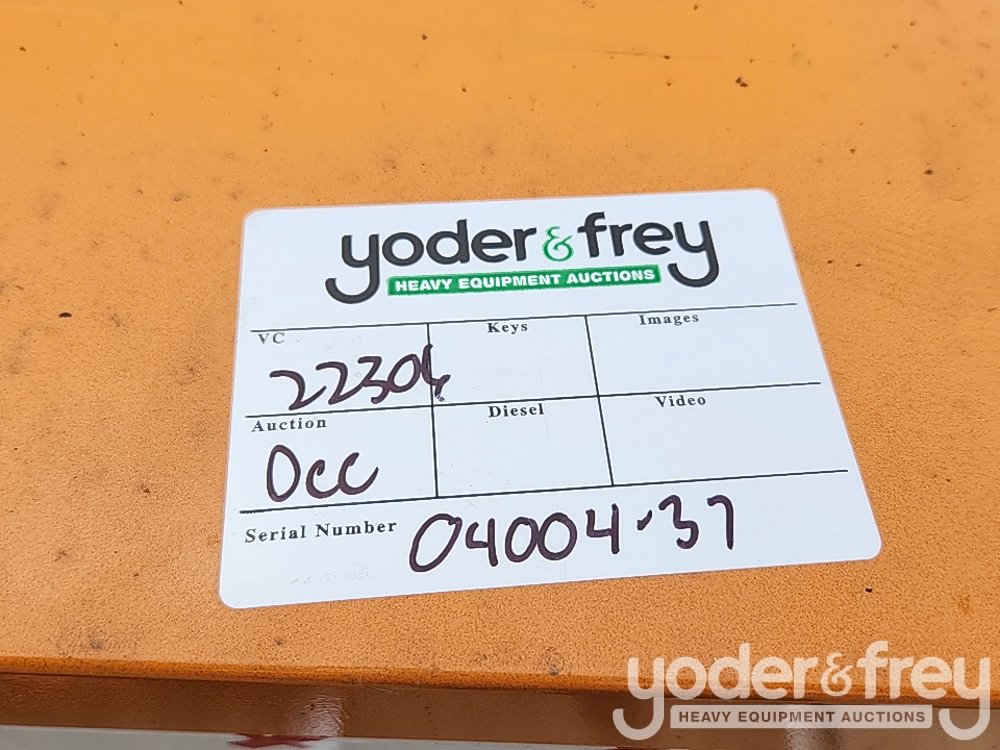 yoder & frey
HEAVY EQUIPMENT AUCTIONS
VC
Keys
Images
22306
Auction
Diesel
Video
Occ
Serial Number 04004-37
yoder & frey
HEAVY EQUIPMENT AUCTIONS